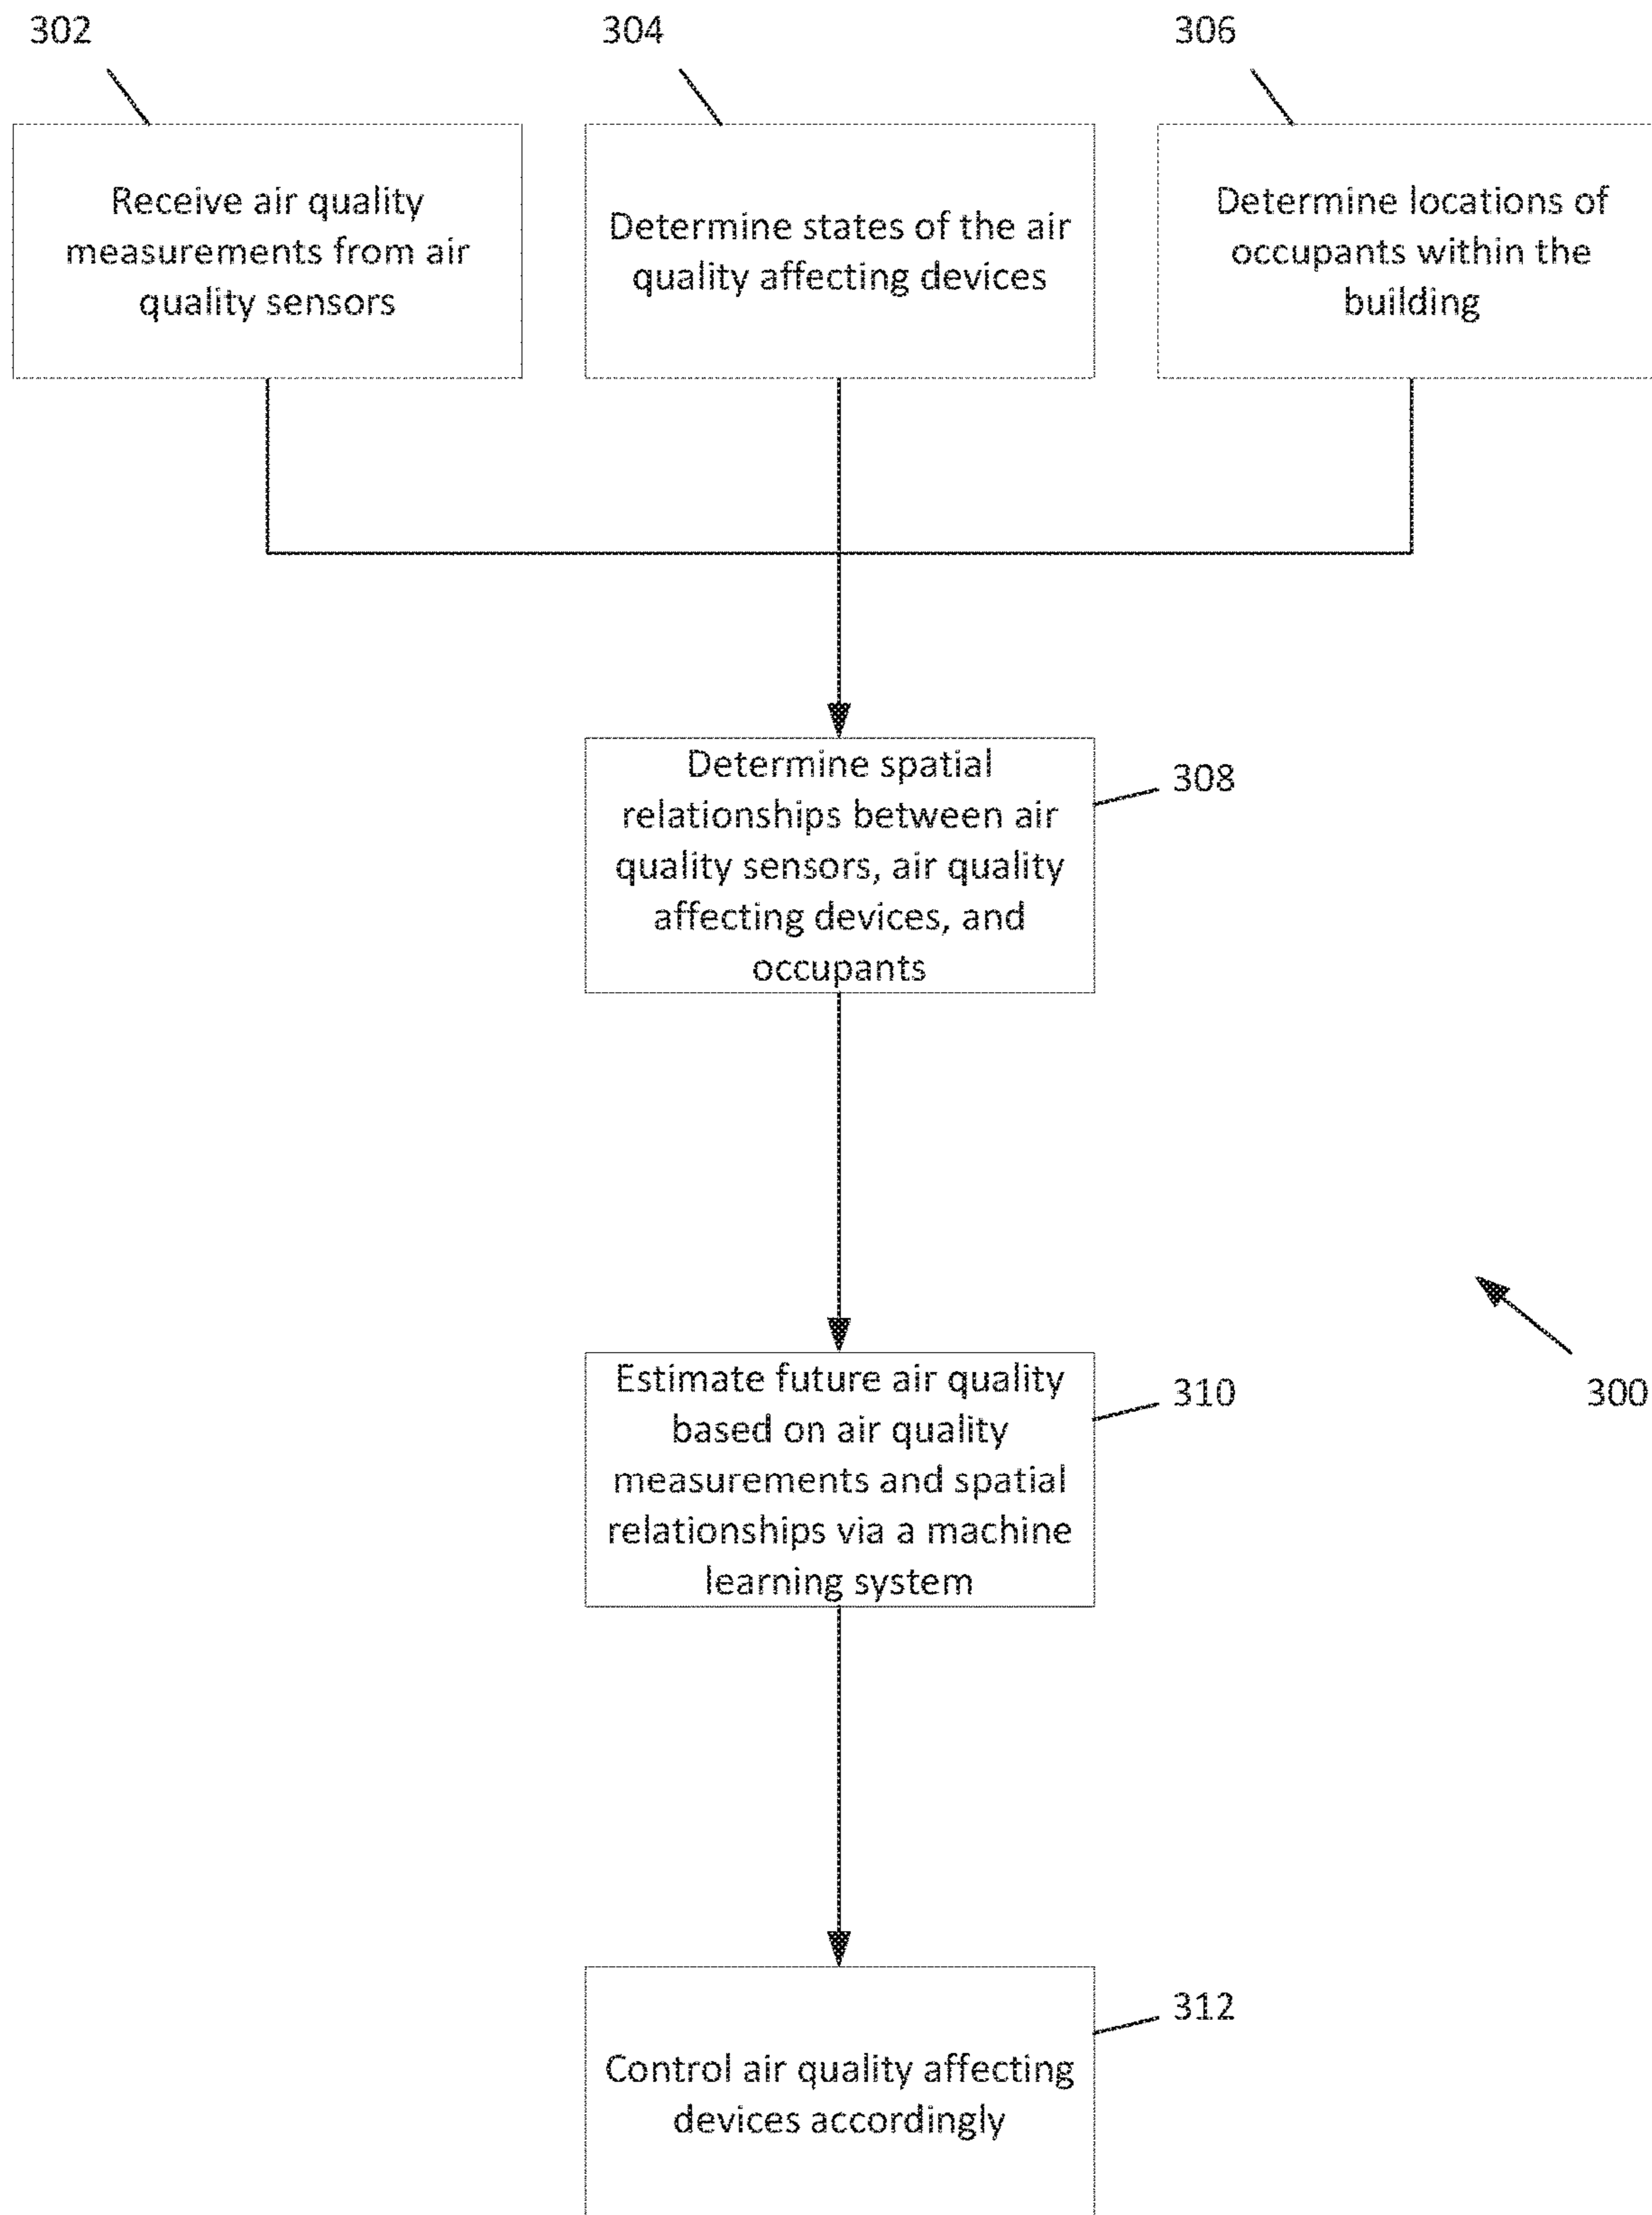 302
304
306
Receive air quality
measurements from air
quality sensors
Determine states of the air
quality affecting devices
Determine locations of
occupants within the
building
Determine spatial
relationships between air
quality sensors, air quality
affecting devices, and
occupants
308
Estimate future air quality
based on air quality
measurements and spatial
relationships via a machine
learning system
310
300
Control air quality affecting
devices accordingly
312